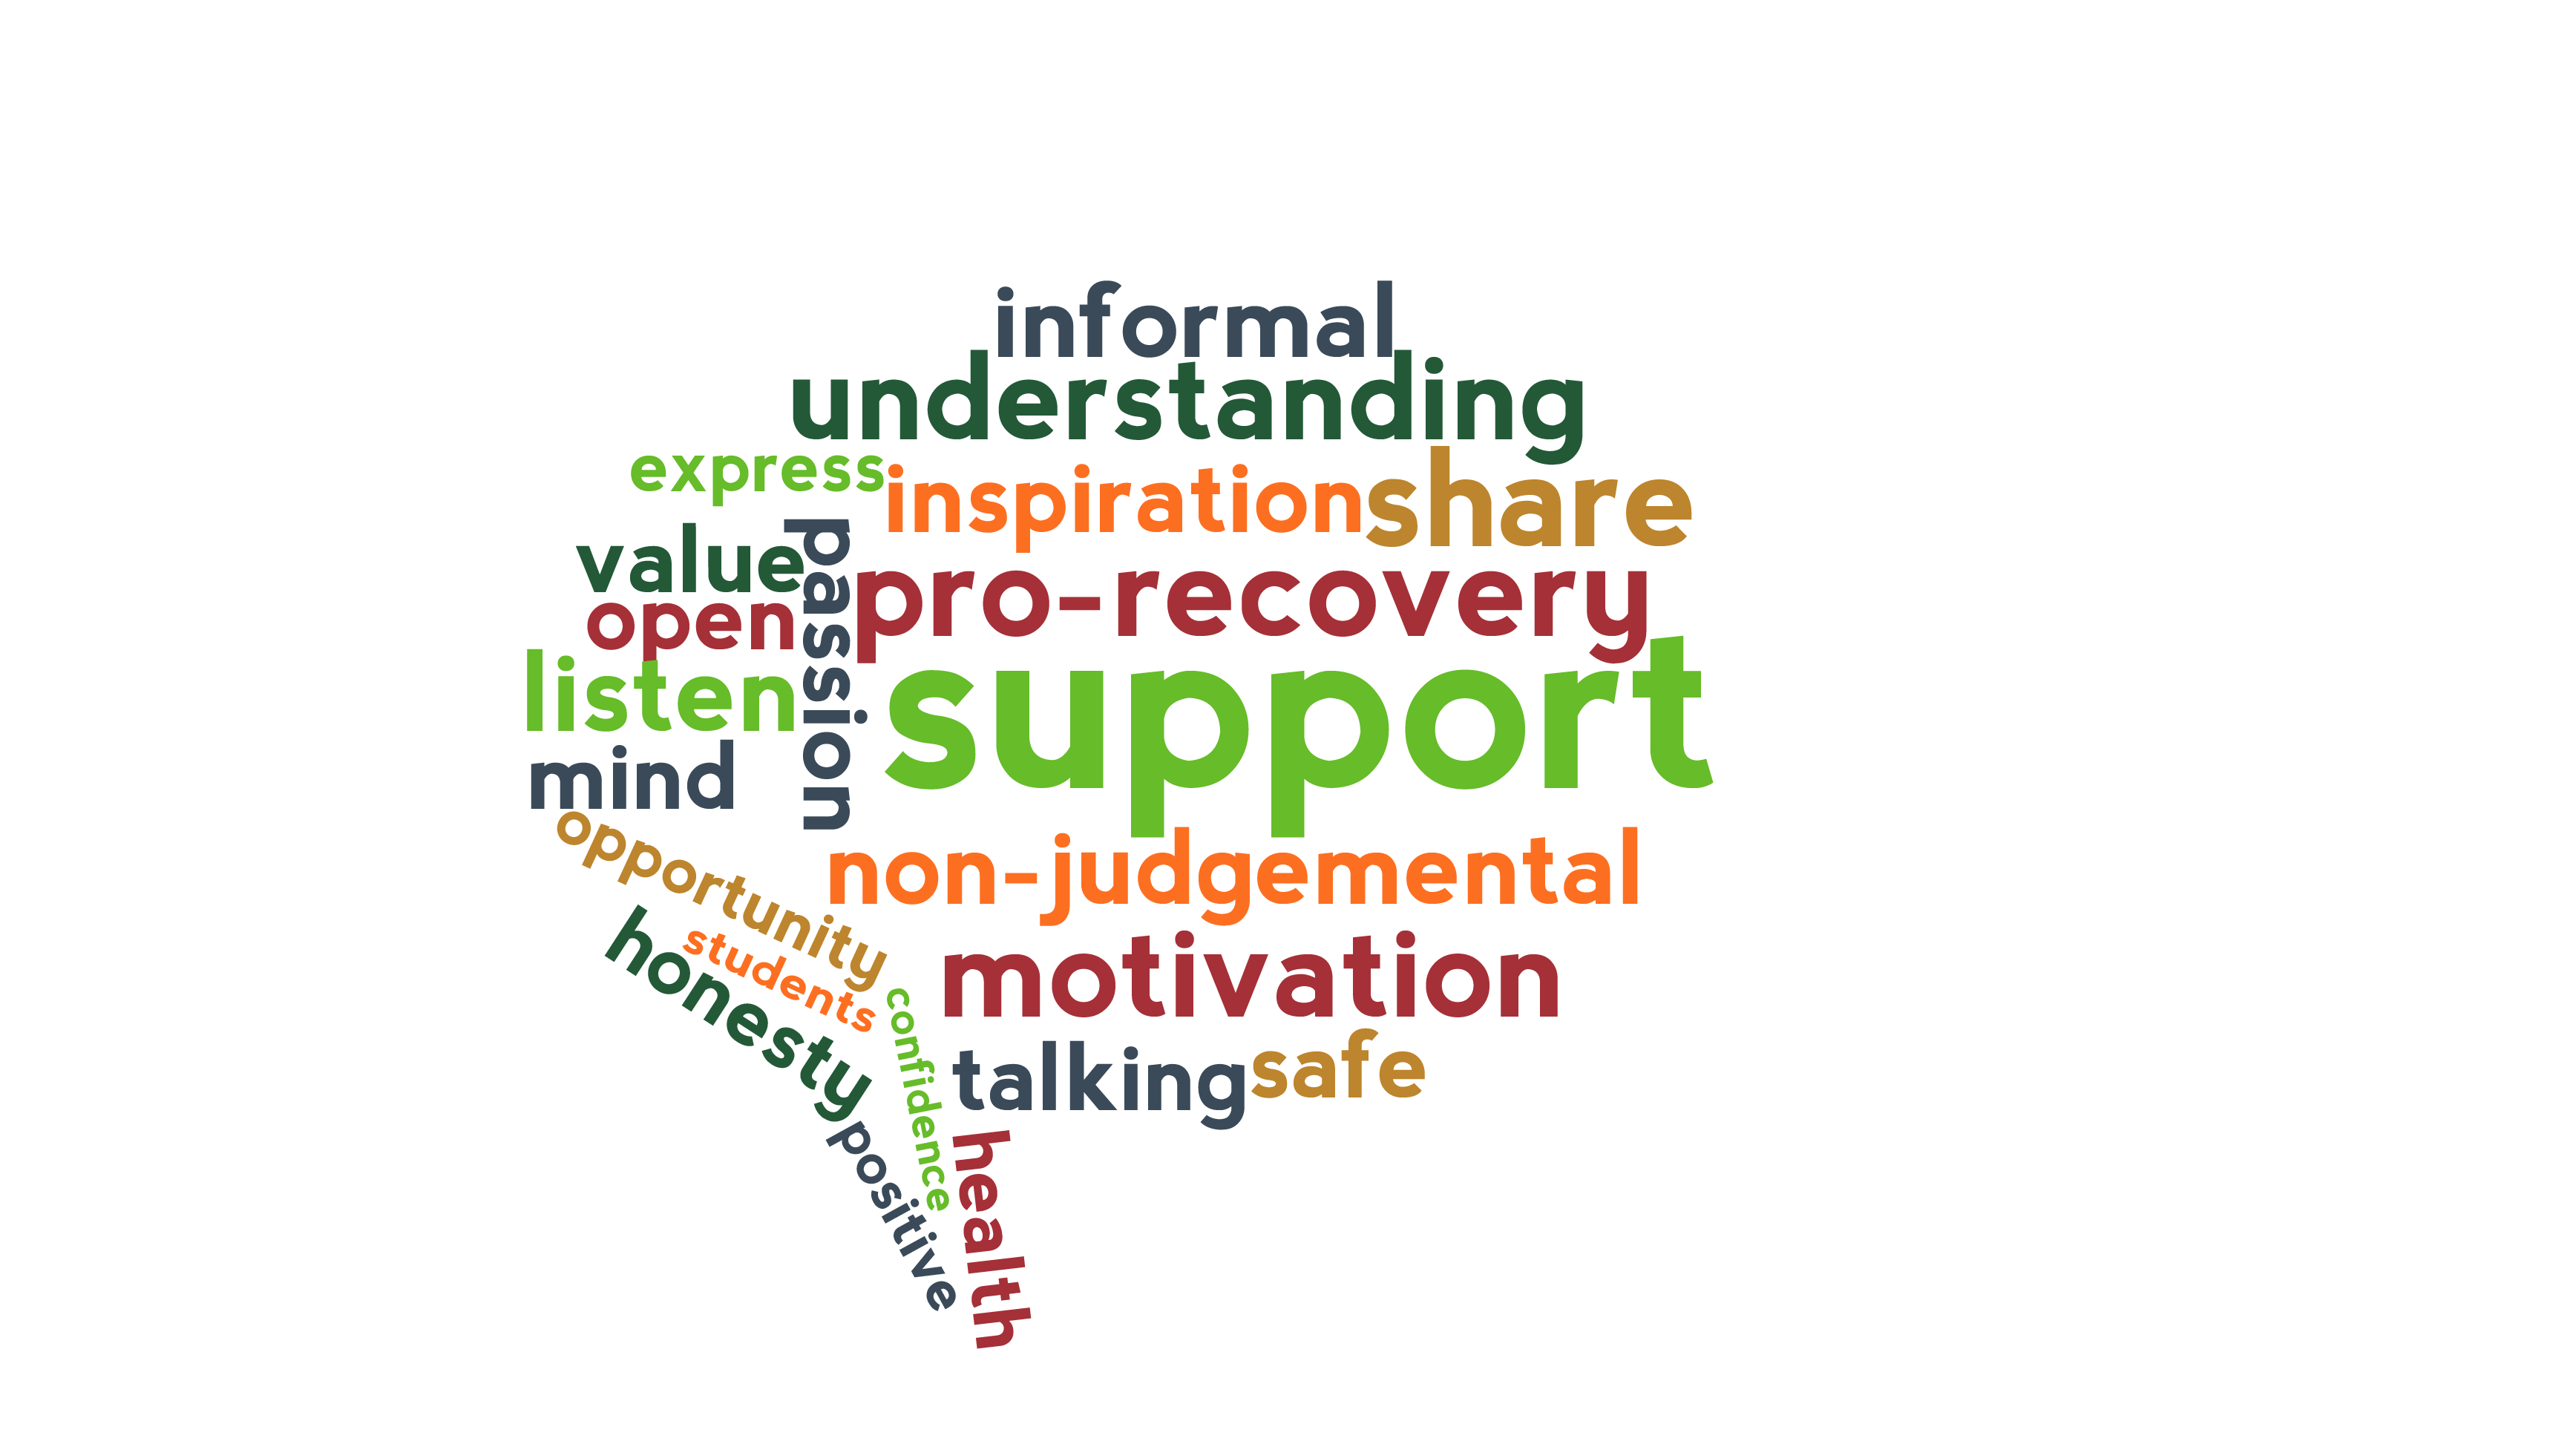 informal
understanding
express
inspiration
share
value
passion
pro-recovery
open
support
listen
mind
opportunity
non-judgemental
honesty
students
motivation
confidence
talking
safe
positive
health